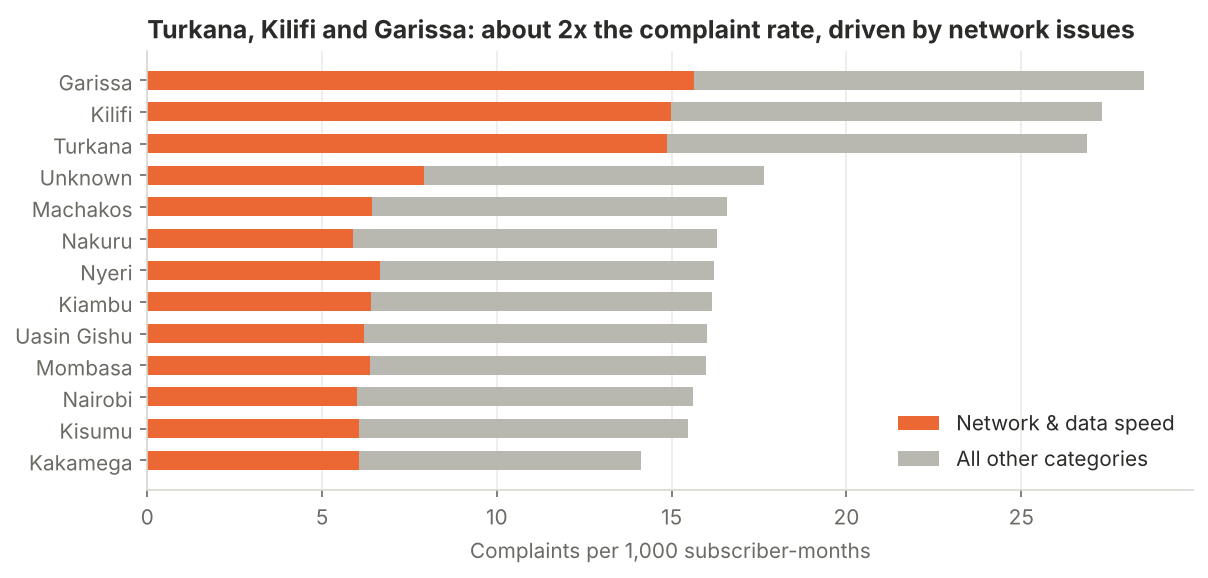 Turkana, Kilifi and Garissa: about 2x the complaint rate, driven by network issues
Garissa
Kilifi
Turkana
Unknown
Machakos
Nakuru
Nyeri
Kiambu
Uasin Gishu
Mombasa
Nairobi
Kisumu
Kakamega
Network & data speed
All other categories
0 5 10 15 20 25
Complaints per 1,000 subscriber-months